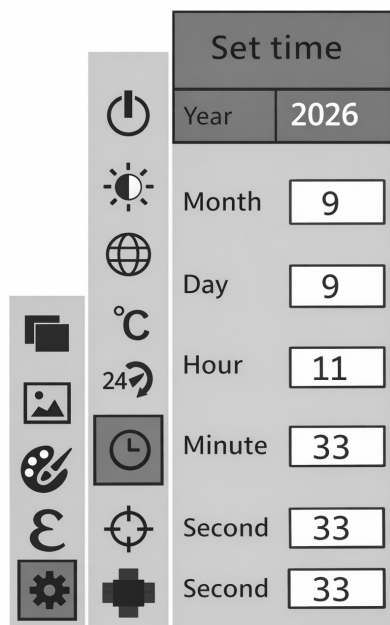 Set time
Year 2026
Month 9
Day 9
Hour 11
Minute 33
Second 33
Second 33
°C
24
ε